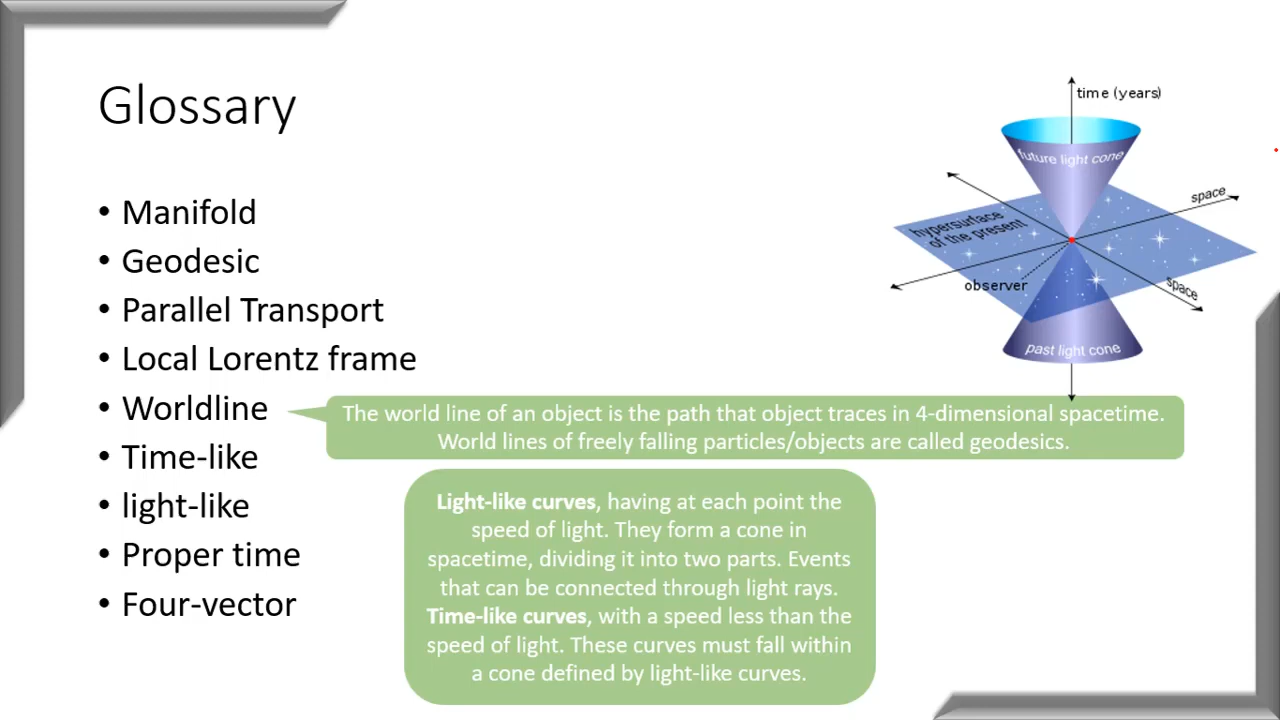 Glossary
• Manifold
• Geodesic
• Parallel Transport
• Local Lorentz frame
• Worldline
• Time-like
• light-like
• Proper time
• Four-vector
time (years)
future light cone
space
hypersurface
of the present
observer
space
past light cone
The world line of an object is the path that object traces in 4-dimensional spacetime.
World lines of freely falling particles/objects are called geodesics.
Light-like curves, having at each point the
speed of light. They form a cone in
spacetime, dividing it into two parts. Events
that can be connected through light rays.
Time-like curves, with a speed less than the
speed of light. These curves must fall within
a cone defined by light-like curves.